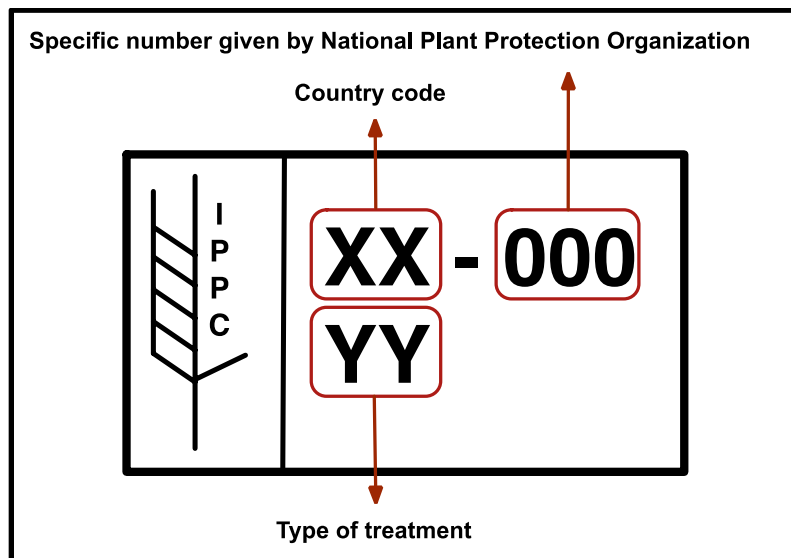 Specific number given by National Plant Protection Organization
Country code
I
P
P
C
XX - 000
YY
Type of treatment